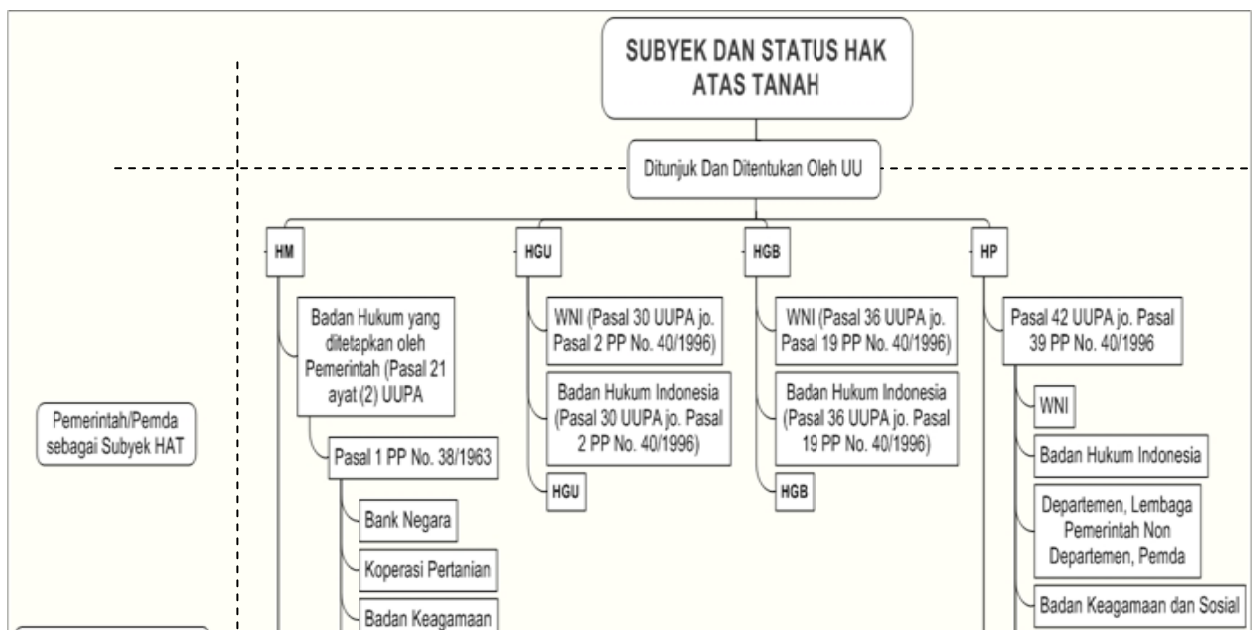 SUBYEK DAN STATUS HAK
ATAS TANAH
Ditunjuk Dan Ditentukan Oleh UU
HM
HGU
HGB
HP
Badan Hukum yang
ditetapkan oleh
Pemerintah (Pasal 21
ayat (2) UUPA
Pasal 1 PP No. 38/1963
Bank Negara
Koperasi Pertanian
Badan Keagamaan
WNI (Pasal 30 UUPA jo.
Pasal 2 PP No. 40/1996)
Badan Hukum Indonesia
(Pasal 30 UUPA jo. Pasal
2 PP No. 40/1996)
HGU
WNI (Pasal 36 UUPA jo.
Pasal 19 PP No. 40/1996)
Badan Hukum Indonesia
(Pasal 36 UUPA jo. Pasal
19 PP No. 40/1996)
HGB
Pasal 42 UUPA jo. Pasal
39 PP No. 40/1996
WNI
Badan Hukum Indonesia
Departemen, Lembaga
Pemerintah Non
Departemen, Pemda
Badan Keagamaan dan Sosial
Pemerintah/Pemda
sebagai Subyek HAT